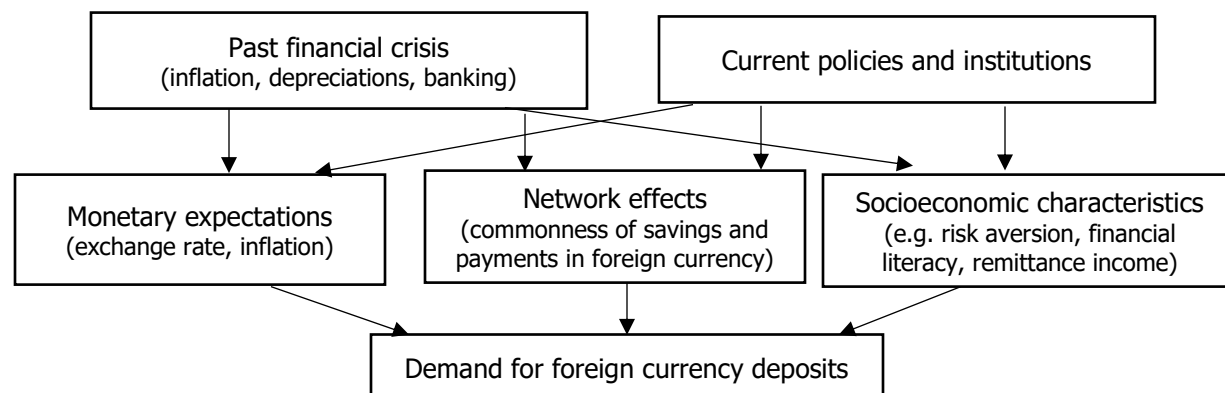 Past financial crisis
(inflation, depreciations, banking)
Current policies and institutions
Monetary expectations
(exchange rate, inflation)
Network effects
(commonness of savings and
payments in foreign currency)
Socioeconomic characteristics
(e.g. risk aversion, financial
literacy, remittance income)
Demand for foreign currency deposits